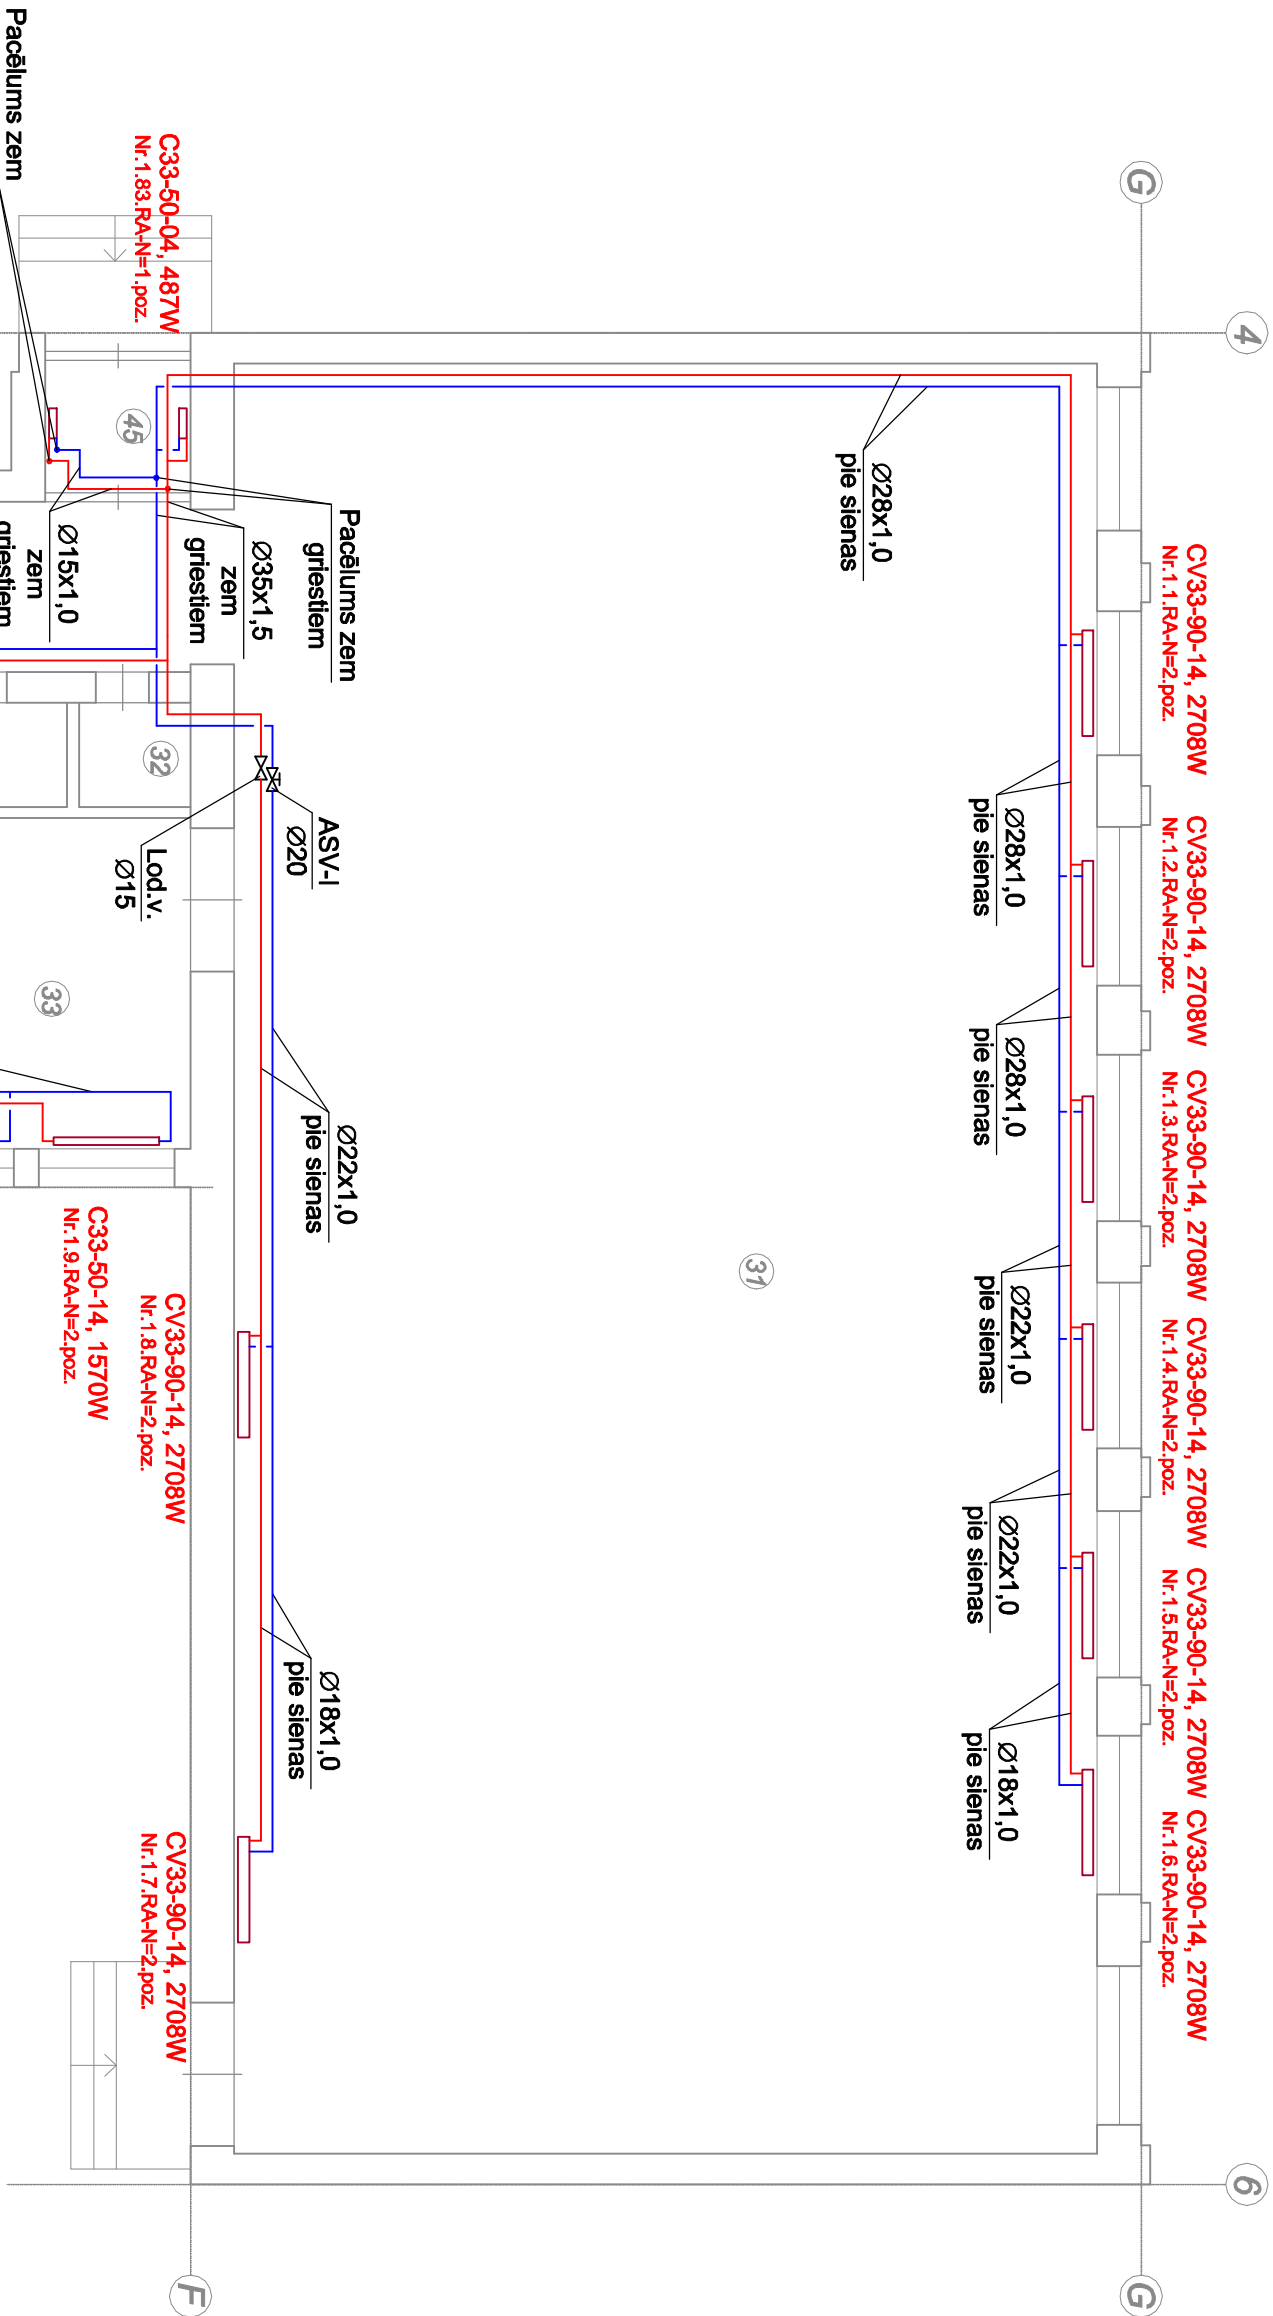 G
4
6
G
F
CV33-90-14, 2708W
Nr.1.1.RA-N=2.poz.
CV33-90-14, 2708W
Nr.1.2.RA-N=2.poz.
CV33-90-14, 2708W
Nr.1.3.RA-N=2.poz.
CV33-90-14, 2708W
Nr.1.4.RA-N=2.poz.
CV33-90-14, 2708W
Nr.1.5.RA-N=2.poz.
CV33-90-14, 2708W
Nr.1.6.RA-N=2.poz.
Ø28x1,0
pie sienas
Ø28x1,0
pie sienas
Ø28x1,0
pie sienas
Ø22x1,0
pie sienas
Ø22x1,0
pie sienas
Ø18x1,0
pie sienas
31
Pacēlums zem
griestiem
Ø35x1,5
zem
griestiem
ASV-I
Ø20
Lod.v.
Ø15
Ø22x1,0
pie sienas
Ø18x1,0
pie sienas
C33-50-04, 487W
Nr.1.83.RA-N=1.poz.
45
32
33
Ø15x1,0
zem
griestiem
Pacēlums zem
C33-50-14, 1570W
Nr.1.9.RA-N=2.poz.
CV33-90-14, 2708W
Nr.1.8.RA-N=2.poz.
CV33-90-14, 2708W
Nr.1.7.RA-N=2.poz.